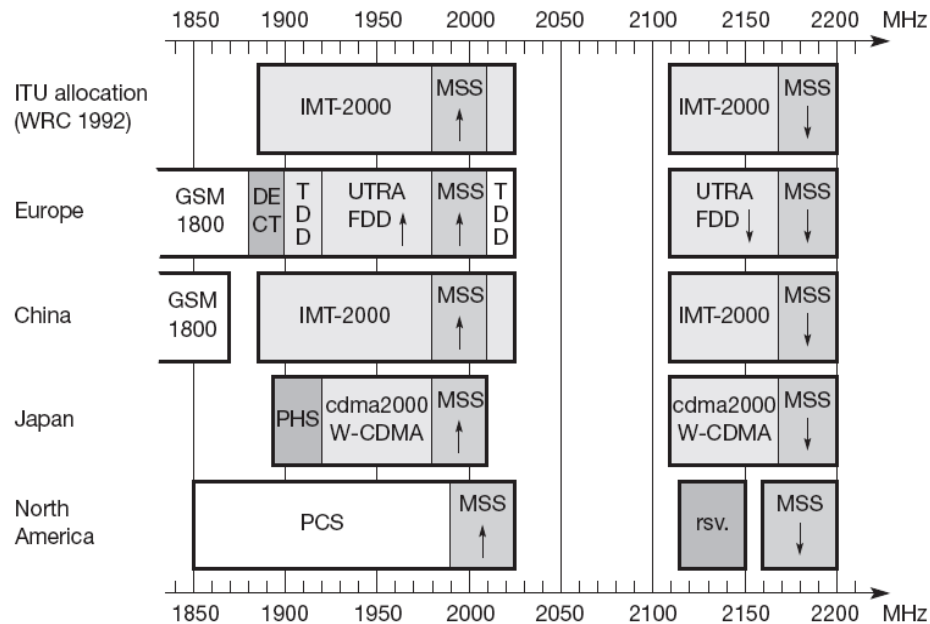 1850 1900 1950 2000 2050 2100 2150 2200 MHz
ITU allocation
(WRC 1992)
IMT-2000
MSS
↑
IMT-2000
MSS
↓
Europe
GSM
1800
DE
CT
T
D
D
UTRA
FDD ↑
MSS
↑
T
D
D
UTRA
FDD ↓
MSS
↓
China
GSM
1800
IMT-2000
MSS
↑
IMT-2000
MSS
↓
Japan
PHS
cdma2000
W-CDMA
MSS
↑
cdma2000
W-CDMA
MSS
↓
North
America
PCS
MSS
↑
rsv.
MSS
↓
1850 1900 1950 2000 2050 2100 2150 2200 MHz